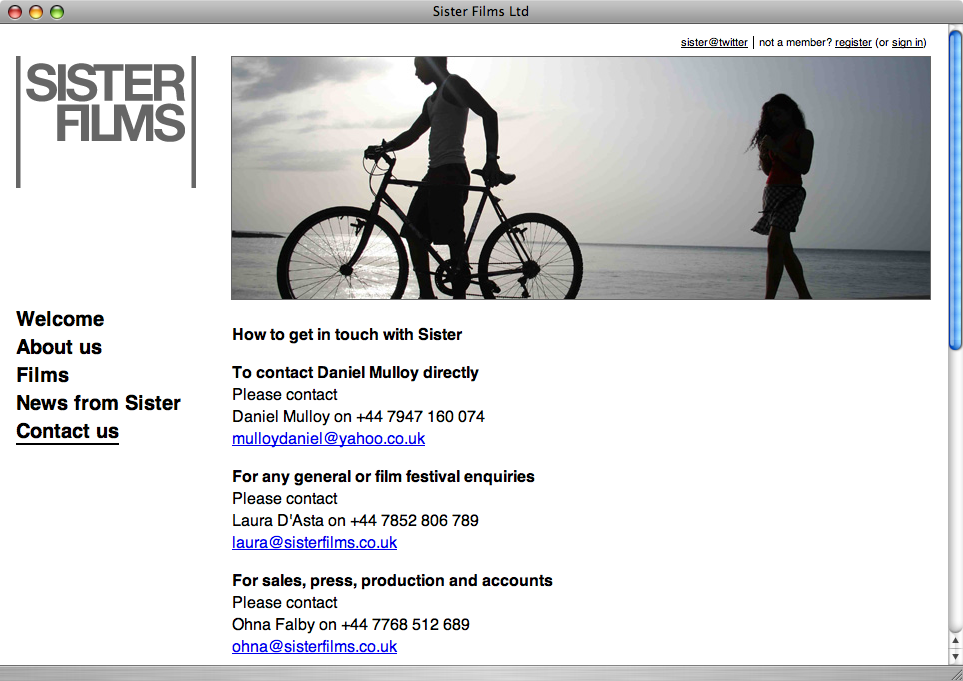 Sister Films Ltd
sister@twitter | not a member? register (or sign in)
SISTER
FILMS
Welcome
About us
Films
News from Sister
Contact us
How to get in touch with Sister
To contact Daniel Mulloy directly
Please contact
Daniel Mulloy on +44 7947 160 074
mulloydaniel@yahoo.co.uk
For any general or film festival enquiries
Please contact
Laura D'Asta on +44 7852 806 789
laura@sisterfilms.co.uk
For sales, press, production and accounts
Please contact
Ohna Falby on +44 7768 512 689
ohna@sisterfilms.co.uk